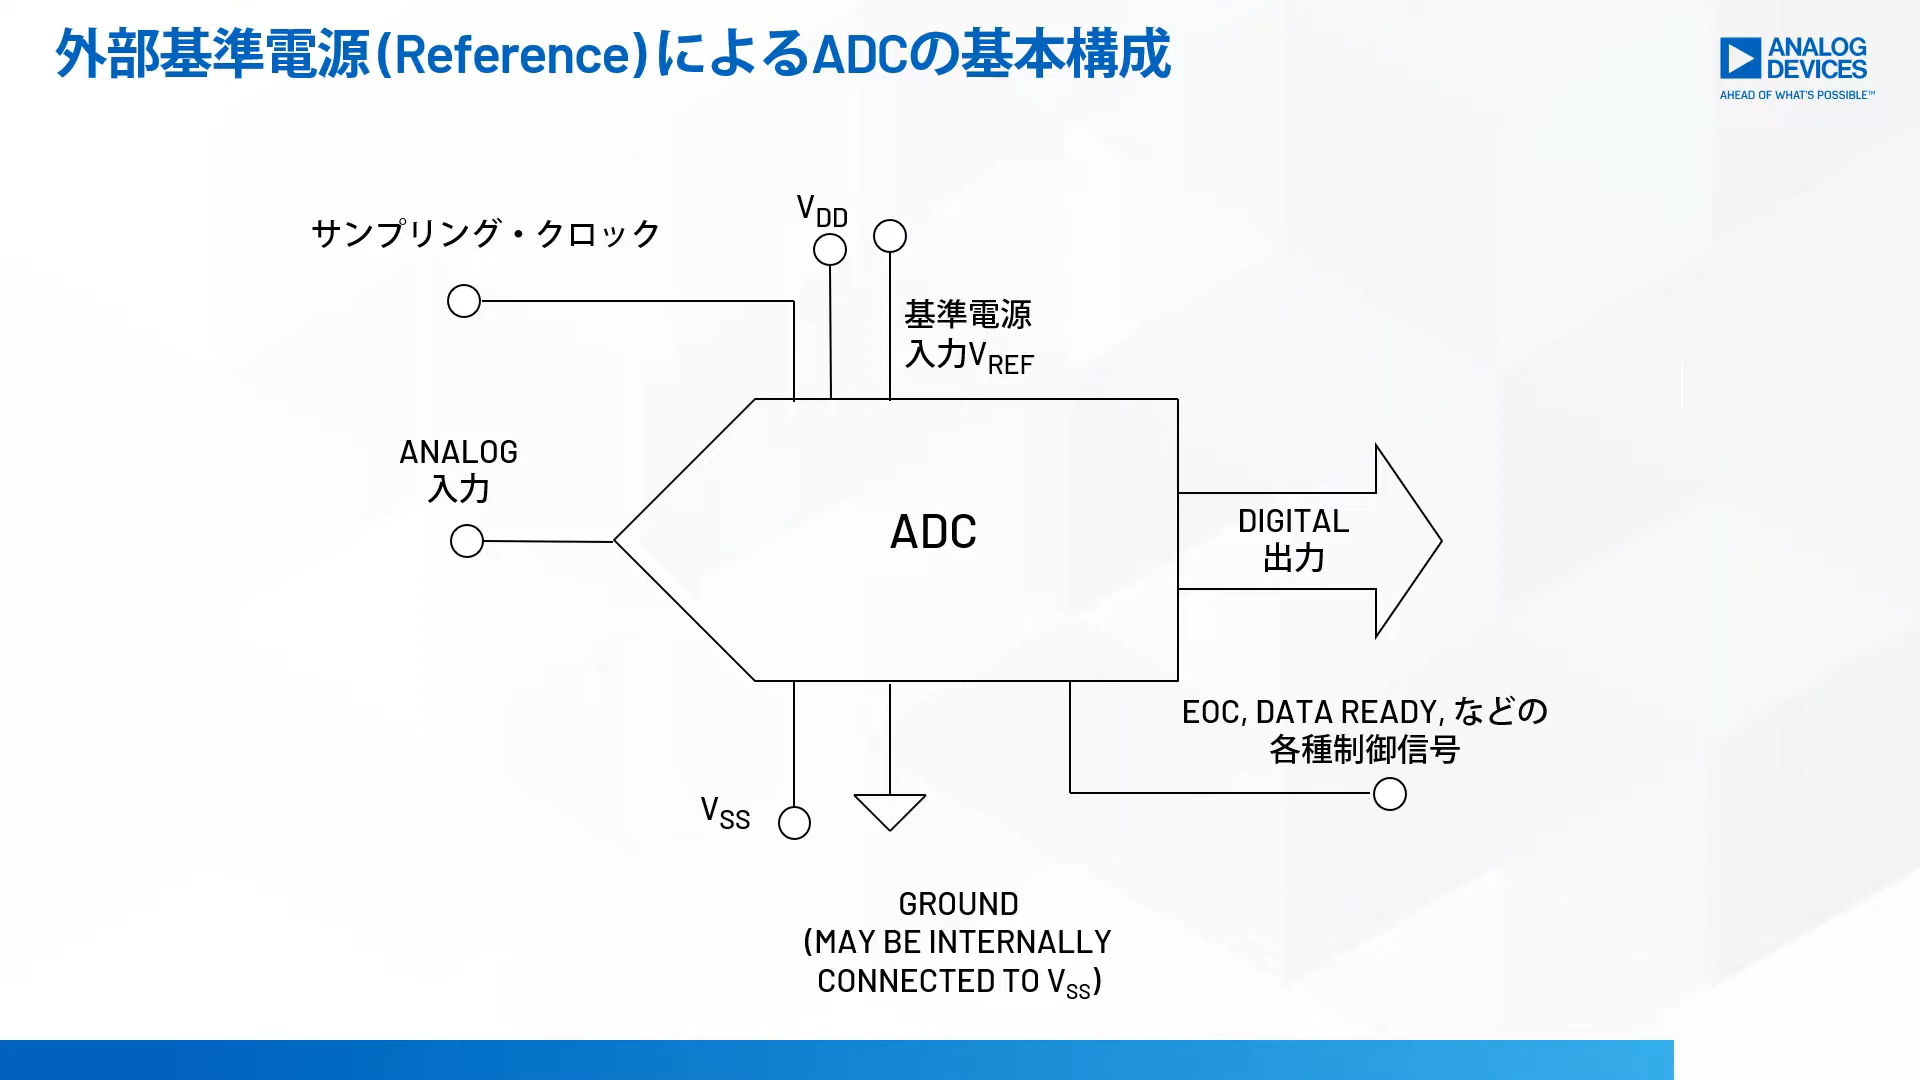 外部基準電源(Reference)によるADCの基本構成
ANALOG
DEVICES
AHEAD OF WHAT'S POSSIBLE™
サンプリング・クロック
VDD
基準電源
入力VREF
ANALOG
入力
ADC
DIGITAL
出力
EOC, DATA READY, などの
各種制御信号
VSS
GROUND
(MAY BE INTERNALLY
CONNECTED TO VSS)